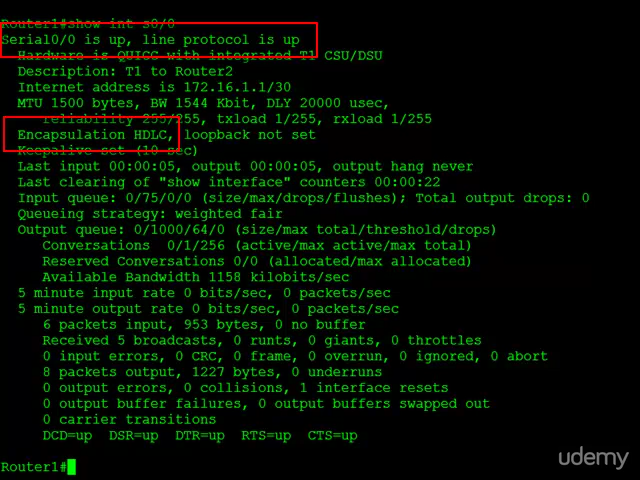 Router1#show int s0/0
Serial0/0 is up, line protocol is up
Hardware is QUICC with integrated T1 CSU/DSU
Description: T1 to Router2
Internet address is 172.16.1.1/30
MTU 1500 bytes, BW 1544 Kbit, DLY 20000 usec,
reliability 255/255, txload 1/255, rxload 1/255
Encapsulation HDLC, loopback not set
Keepalive set (10 sec)
Last input 00:00:05, output 00:00:05, output hang never
Last clearing of "show interface" counters 00:00:22
Input queue: 0/75/0/0 (size/max/drops/flushes); Total output drops: 0
Queueing strategy: weighted fair
Output queue: 0/1000/64/0 (size/max total/threshold/drops)
Conversations 0/1/256 (active/max active/max total)
Reserved Conversations 0/0 (allocated/max allocated)
Available Bandwidth 1158 kilobits/sec
5 minute input rate 0 bits/sec, 0 packets/sec
5 minute output rate 0 bits/sec, 0 packets/sec
6 packets input, 953 bytes, 0 no buffer
Received 5 broadcasts, 0 runts, 0 giants, 0 throttles
0 input errors, 0 CRC, 0 frame, 0 overrun, 0 ignored, 0 abort
8 packets output, 1227 bytes, 0 underruns
0 output errors, 0 collisions, 1 interface resets
0 output buffer failures, 0 output buffers swapped out
0 carrier transitions
DCD=up DSR=up DTR=up RTS=up CTS=up
Router1#
udemy